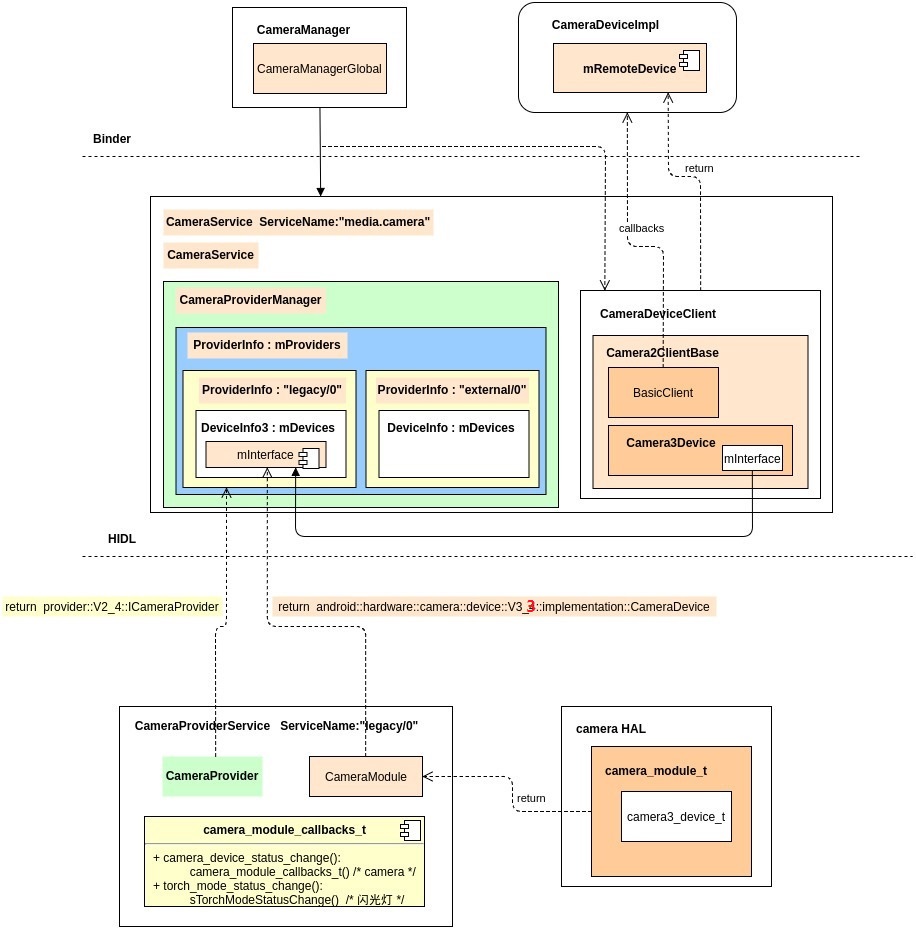 CameraManager
CameraManagerGlobal
CameraDeviceImpl
mRemoteDevice
Binder
return
CameraService ServiceName:"media.camera"
callbacks
CameraService
CameraProviderManager
CameraDeviceClient
ProviderInfo : mProviders
Camera2ClientBase
ProviderInfo : "legacy/0"
ProviderInfo : "external/0"
BasicClient
DeviceInfo3 : mDevices
DeviceInfo : mDevices
Camera3Device
mInterface
mInterface
HIDL
return provider::V2_4::ICameraProvider
return android::hardware::camera::device::V3_3::implementation::CameraDevice
CameraProviderService ServiceName:"legacy/0"
camera HAL
CameraProvider
CameraModule
camera_module_t
return
camera3_device_t
camera_module_callbacks_t
+ camera_device_status_change():
camera_module_callbacks_t() /* camera */
+ torch_mode_status_change():
sTorchModeStatusChange() /* 闪光灯 */